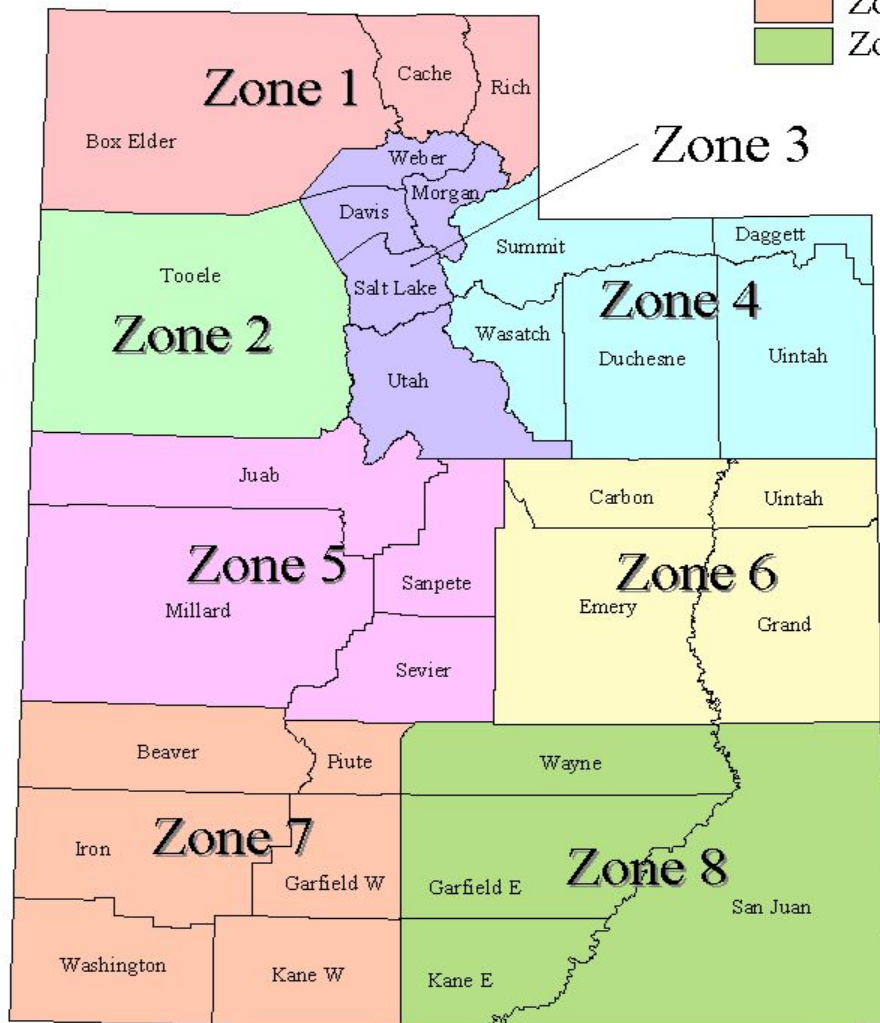 Zo
Zo
Zone 1
Cache
Rich
Box Elder
Zone 3
Weber
Morgan
Davis
Summit
Daggett
Tooele
Salt Lake
Zone 4
Zone 2
Wasatch
Duchesne
Uintah
Utah
Juab
Carbon
Uintah
Zone 5
Sanpete
Zone 6
Millard
Emery
Grand
Sevier
Beaver
Piute
Wayne
Zone 7
Iron
Garfield W
Garfield E
Zone 8
San Juan
Washington
Kane W
Kane E